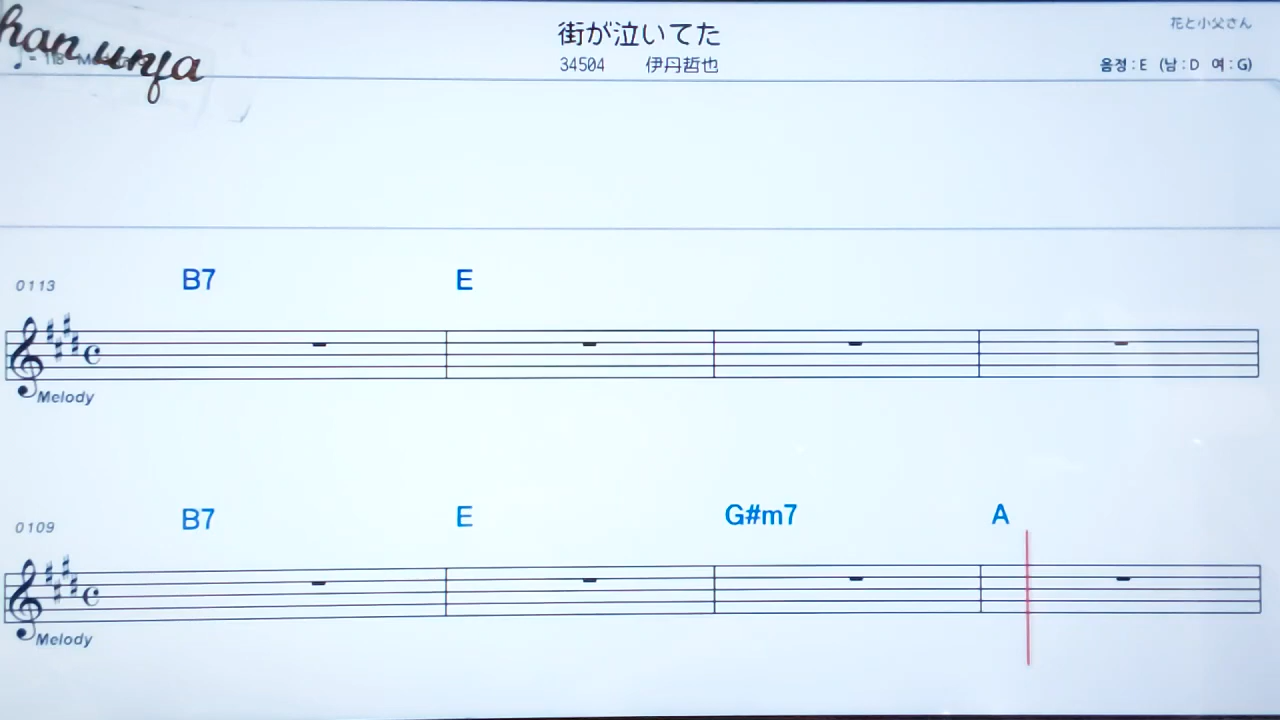 han unfa
街が泣いてた
花と小父さん
34504 伊丹哲也
음정 : E (남 : D 여 : G)
0113 B7 E
Melody
0109 B7 E G#m7 A
Melody